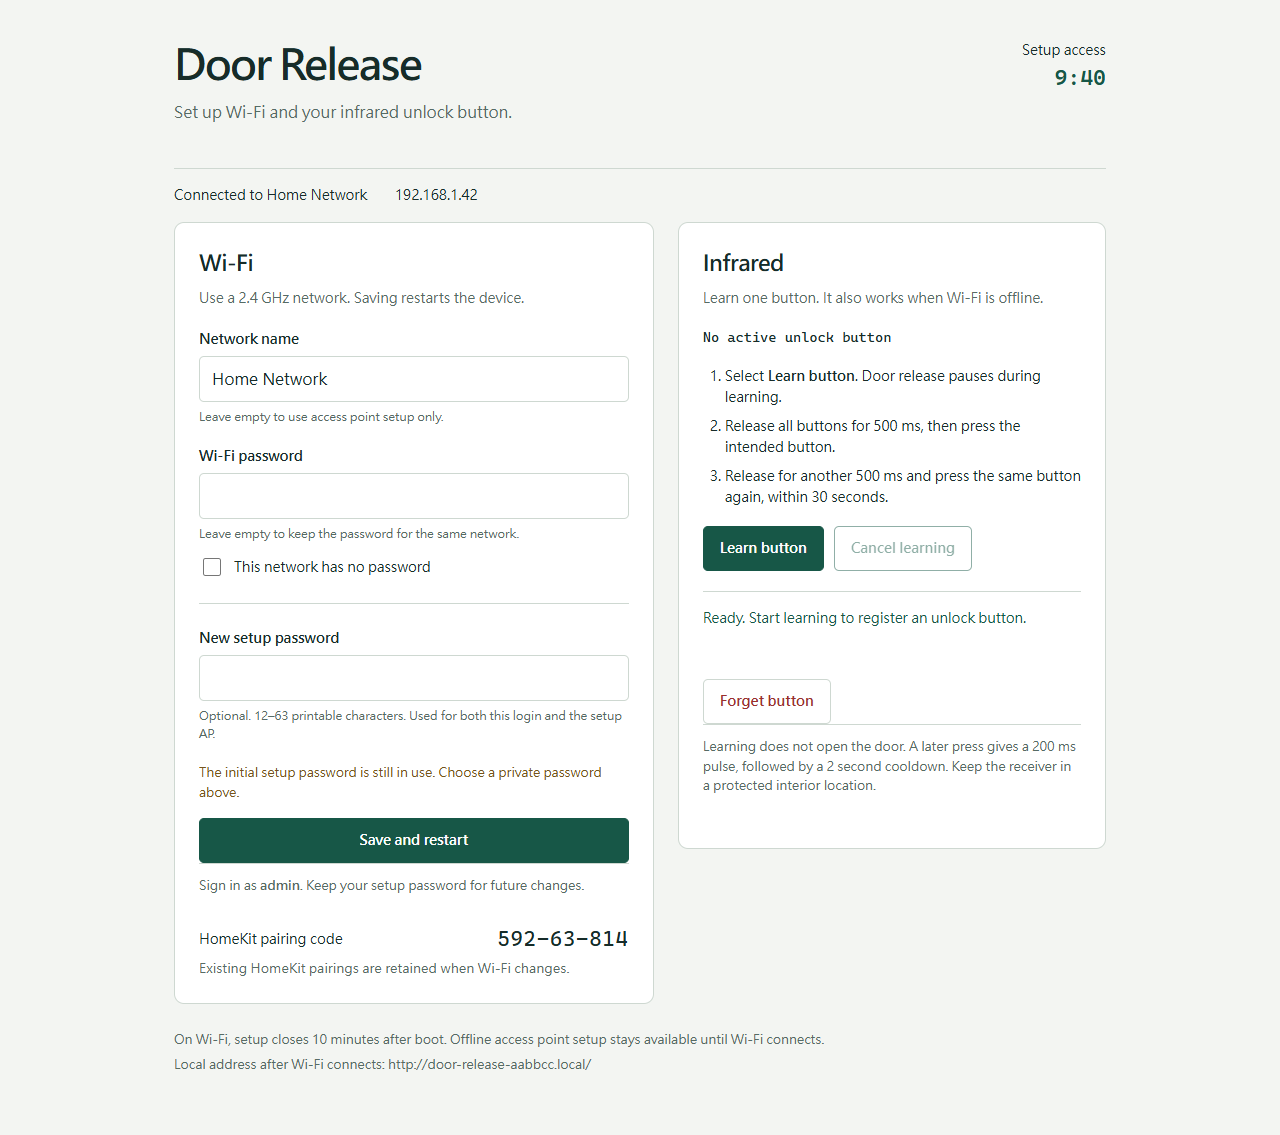 Door Release
Set up Wi-Fi and your infrared unlock button.
Setup access
9:40
Connected to Home Network 192.168.1.42
Wi-Fi
Use a 2.4 GHz network. Saving restarts the device.
Network name
Home Network
Leave empty to use access point setup only.
Wi-Fi password
Leave empty to keep the password for the same network.
This network has no password
New setup password
Optional. 12–63 printable characters. Used for both this login and the setup
AP.
The initial setup password is still in use. Choose a private password
above.
Save and restart
Sign in as admin. Keep your setup password for future changes.
HomeKit pairing code 592-63-814
Existing HomeKit pairings are retained when Wi-Fi changes.
Infrared
Learn one button. It also works when Wi-Fi is offline.
No active unlock button
1. Select Learn button. Door release pauses during
learning.
2. Release all buttons for 500 ms, then press the
intended button.
3. Release for another 500 ms and press the same button
again, within 30 seconds.
Learn button Cancel learning
Ready. Start learning to register an unlock button.
Forget button
Learning does not open the door. A later press gives a 200 ms
pulse, followed by a 2 second cooldown. Keep the receiver in
a protected interior location.
On Wi-Fi, setup closes 10 minutes after boot. Offline access point setup stays available until Wi-Fi connects.
Local address after Wi-Fi connects: http://door-release-aabbcc.local/